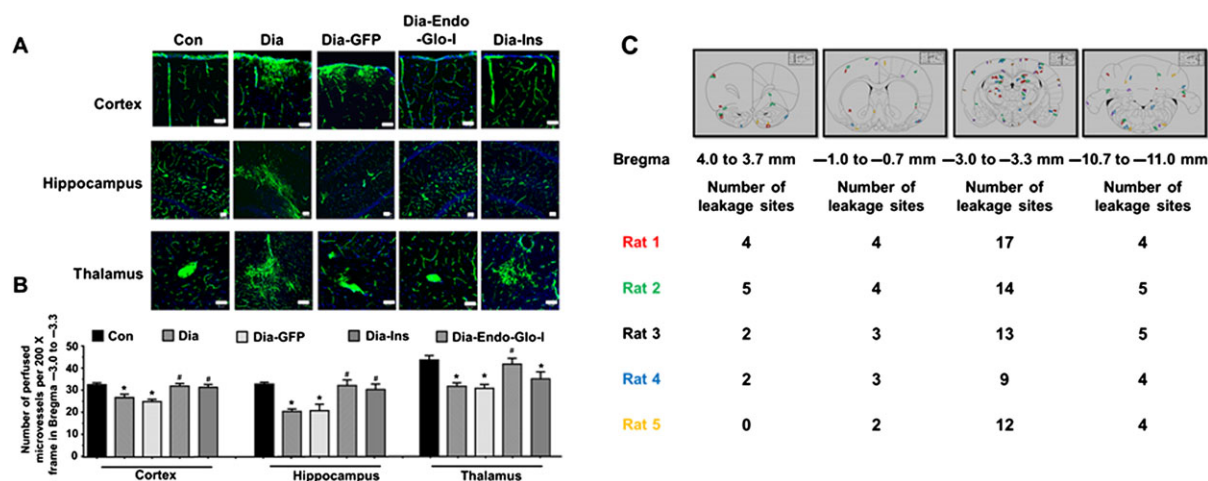 A
Con
Dia
Dia-GFP
Dia-Endo
-Glo-I
Dia-Ins
Cortex
Hippocampus
Thalamus
B
Number of perfused
microvessels per 200 X
frame in Bregma –3.0 to –3.3
50
40
30
20
10
0
Con
Dia
Dia-GFP
Dia-Ins
Dia-Endo-Glo-I
* * # #
* * # #
* * # *
Cortex
Hippocampus
Thalamus
C
Bregma 4.0 to 3.7 mm –1.0 to –0.7 mm –3.0 to –3.3 mm –10.7 to –11.0 mm
Number of Number of Number of Number of
leakage sites leakage sites leakage sites leakage sites
Rat 1 4 4 17 4
Rat 2 5 4 14 5
Rat 3 2 3 13 5
Rat 4 2 3 9 4
Rat 5 0 2 12 4